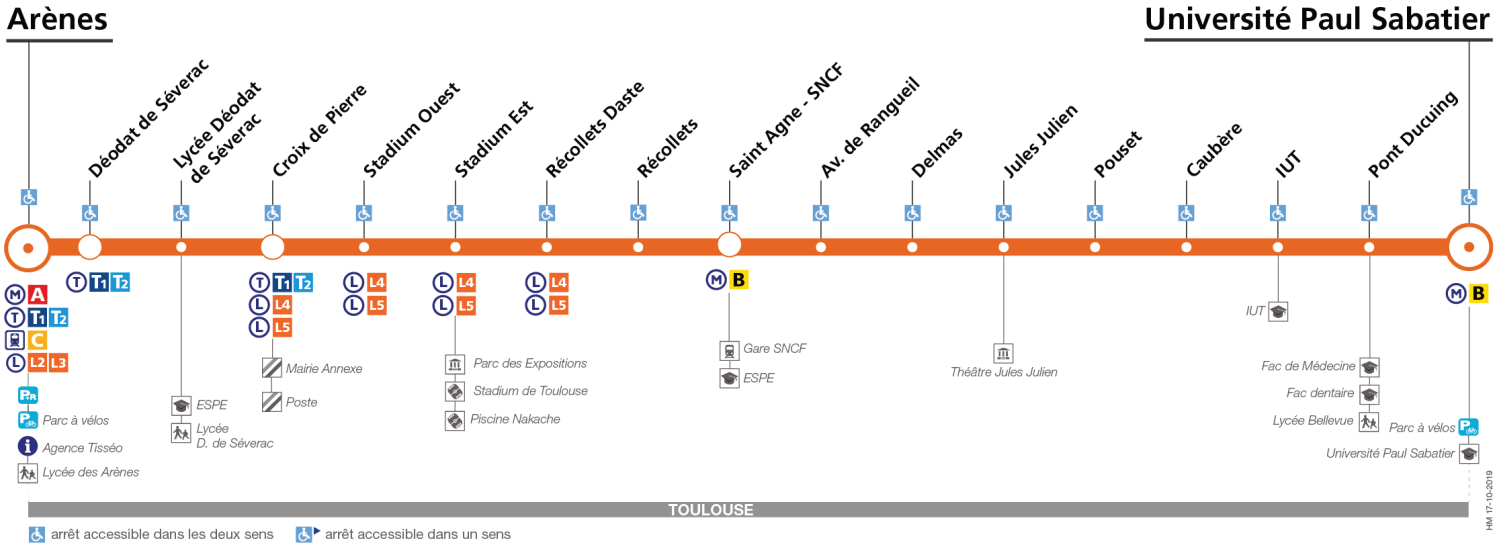 Arènes
Université Paul Sabatier
Déodat de Séverac
Lycée Déodat
de Séverac
Croix de Pierre
Stadium Ouest
Stadium Est
Récollets Daste
Récollets
Saint Agne - SNCF
Av. de Rangueil
Delmas
Jules Julien
Pouset
Caubère
IUT
Pont Ducuing
M A
T T1 T2
C
L L2 L3
PR
P
Parc à vélos
i Agence Tisséo
Lycée des Arènes
T T1 T2
ESPE
Lycée
D. de Séverac
T T1 T2
L L4
L L5
Mairie Annexe
Poste
L L4
L L5
L L4
L L5
Parc des Expositions
Stadium de Toulouse
Piscine Nakache
L L4
L L5
M B
Gare SNCF
ESPE
Théâtre Jules Julien
IUT
Fac de Médecine
Fac dentaire
Lycée Bellevue
M B
Parc à vélos P
Université Paul Sabatier
TOULOUSE
arrêt accessible dans les deux sens
arrêt accessible dans un sens
HM 17-10-2019